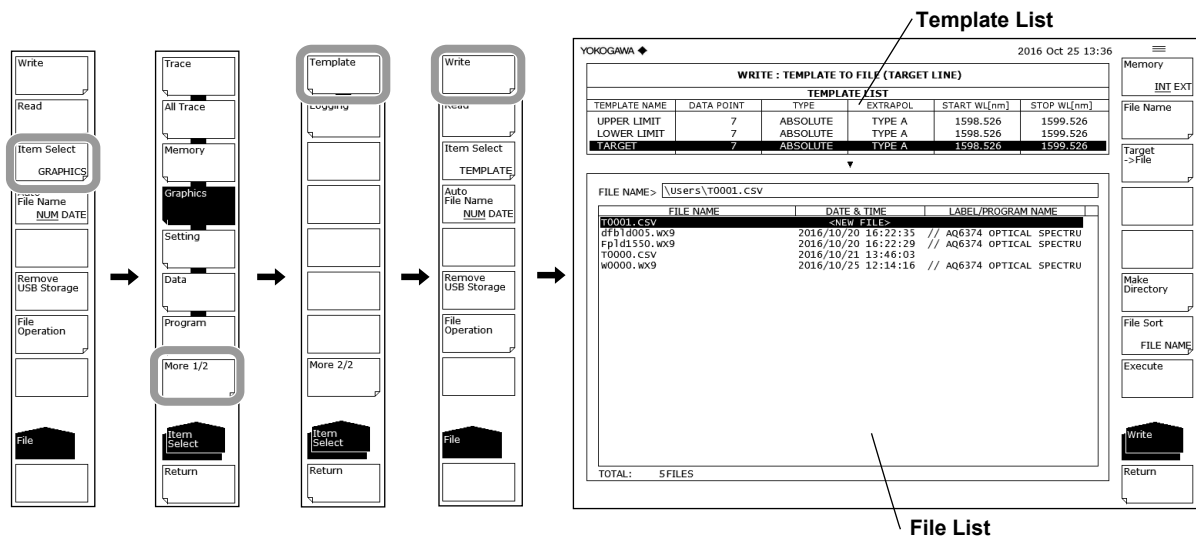 Template List
Write
Read
Item Select
GRAPHICS
Auto
File Name
NUM DATE
Remove
USB Storage
File
Operation
File
Trace
All Trace
Memory
Graphics
Setting
Data
Program
More 1/2
Item
Select
Return
Template
Logging
More 2/2
Item
Select
Return
Write
Read
Item Select
TEMPLATE
Auto
File Name
NUM DATE
Remove
USB Storage
File
Operation
File
YOKOGAWA ◆ 2016 Oct 25 13:36
WRITE : TEMPLATE TO FILE (TARGET LINE)
TEMPLATE LIST
TEMPLATE NAME DATA POINT TYPE EXTRAPOL START WL[nm] STOP WL[nm]
UPPER LIMIT 7 ABSOLUTE TYPE A 1598.526 1599.526
LOWER LIMIT 7 ABSOLUTE TYPE A 1598.526 1599.526
TARGET 7 ABSOLUTE TYPE A 1598.526 1599.526
FILE NAME> \Users\T0001.CSV
FILE NAME DATE & TIME LABEL/PROGRAM NAME
T0001.CSV <NEW FILE>
dfbld005.WX9 2016/10/20 16:22:35 // AQ6374 OPTICAL SPECTRU
Fpld1550.WX9 2016/10/20 16:22:29 // AQ6374 OPTICAL SPECTRU
T0000.CSV 2016/10/21 13:46:03
W0000.WX9 2016/10/25 12:14:16 // AQ6374 OPTICAL SPECTRU
TOTAL: 5FILES
Memory
INT EXT
File Name
Target
->File
Make
Directory
File Sort
FILE NAME
Execute
Write
Return
File List